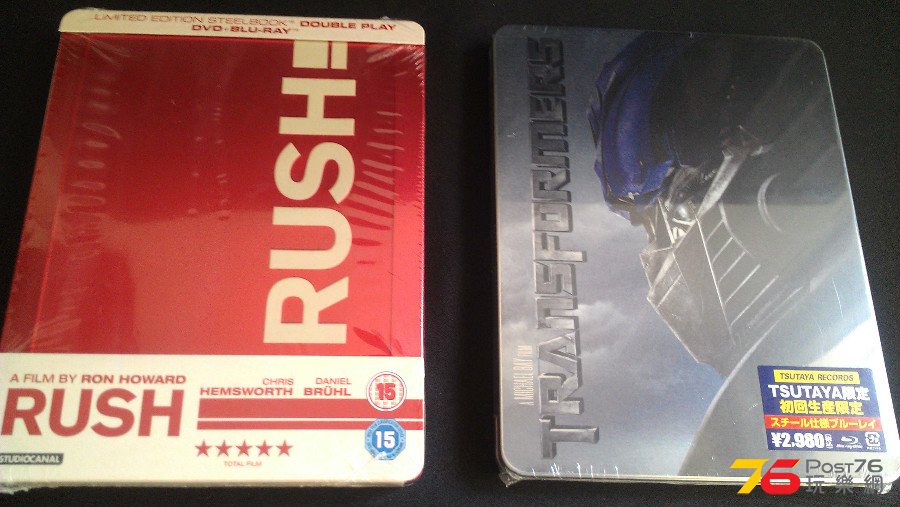 LIMITED EDITION STEELBOOK™ DOUBLE PLAY
DVD + BLU-RAY™
RUSH
A FILM BY RON HOWARD
CHRIS HEMSWORTH
DANIEL BRÜHL
RUSH
15
15
★★★★★
TOTAL FILM
STUDIOCANAL
TRANSFORMERS
A MICHAEL BAY FILM
TSUTAYA RECORDS
TSUTAYA限定
初回生産限定
スチール仕様ブルーレイ
¥2,980
76 Post76
玩樂網